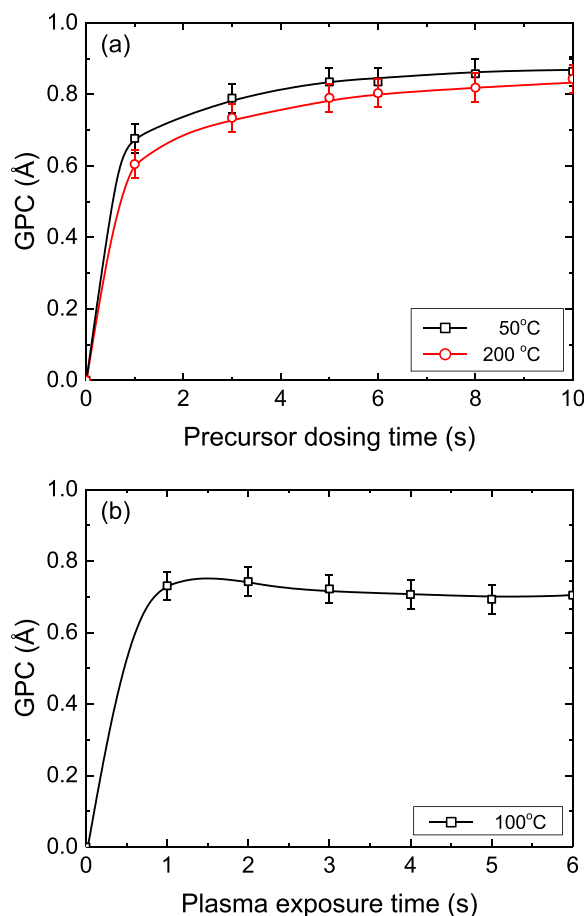 (a)
GPC (Å)
1.0
0.8
0.6
0.4
0.2
0.0
50°C
200 °C
0 2 4 6 8 10
Precursor dosing time (s)
(b)
GPC (Å)
1.0
0.8
0.6
0.4
0.2
0.0
100°C
0 1 2 3 4 5 6
Plasma exposure time (s)